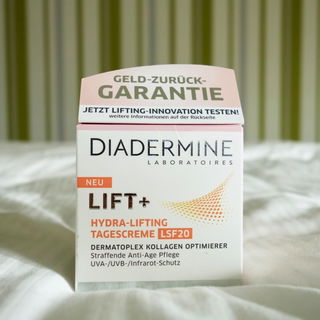 GELD-ZURÜCK-
GARANTIE
JETZT LIFTING-INNOVATION TESTEN!
weitere Informationen auf der Rückseite
DIADERMINE
LABORATOIRES
NEU
LIFT+
HYDRA-LIFTING
TAGESCREME LSF20
DERMATOPLEX KOLLAGEN OPTIMIERER
Straffende Anti-Age Pflege
UVA-/UVB-/Infrarot-Schutz